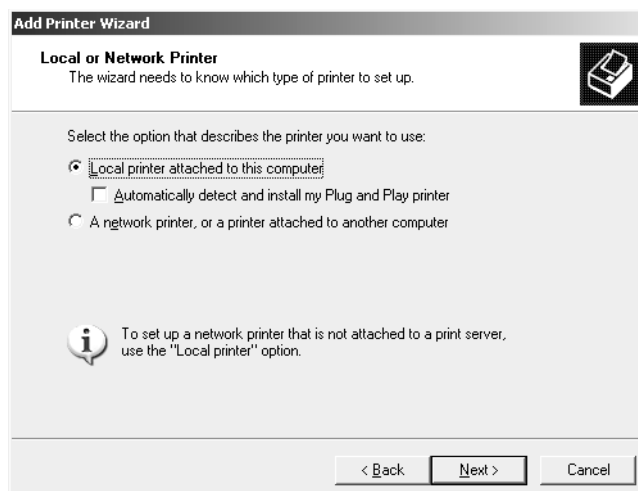 Add Printer Wizard
Local or Network Printer
The wizard needs to know which type of printer to set up.
Select the option that describes the printer you want to use:
Local printer attached to this computer
Automatically detect and install my Plug and Play printer
A network printer, or a printer attached to another computer
To set up a network printer that is not attached to a print server,
use the "Local printer" option.
< Back Next > Cancel